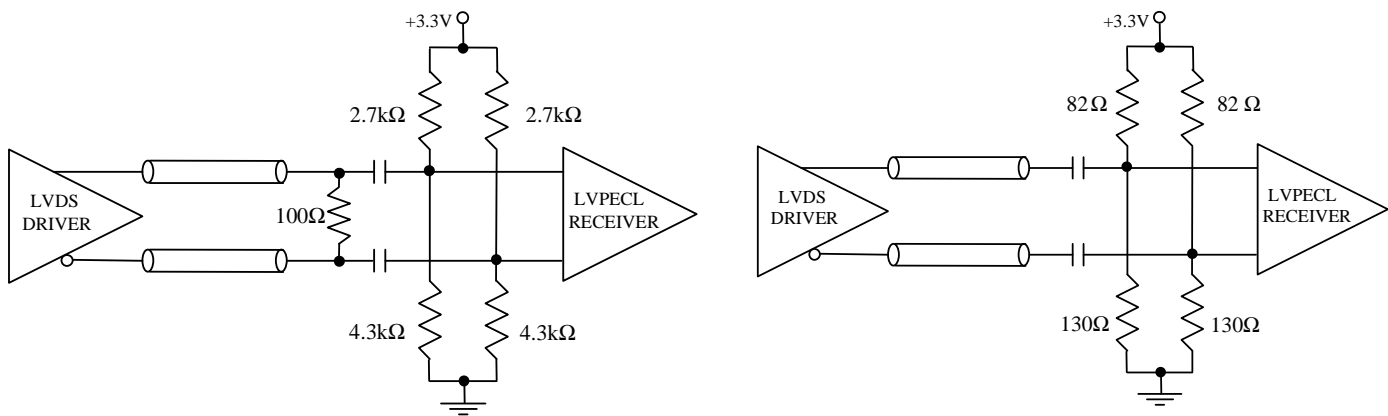 +3.3V
2.7kΩ
2.7kΩ
LVDS
DRIVER
100Ω
LVPECL
RECEIVER
4.3kΩ
4.3kΩ
+3.3V
82Ω
82 Ω
LVDS
DRIVER
LVPECL
RECEIVER
130Ω
130Ω